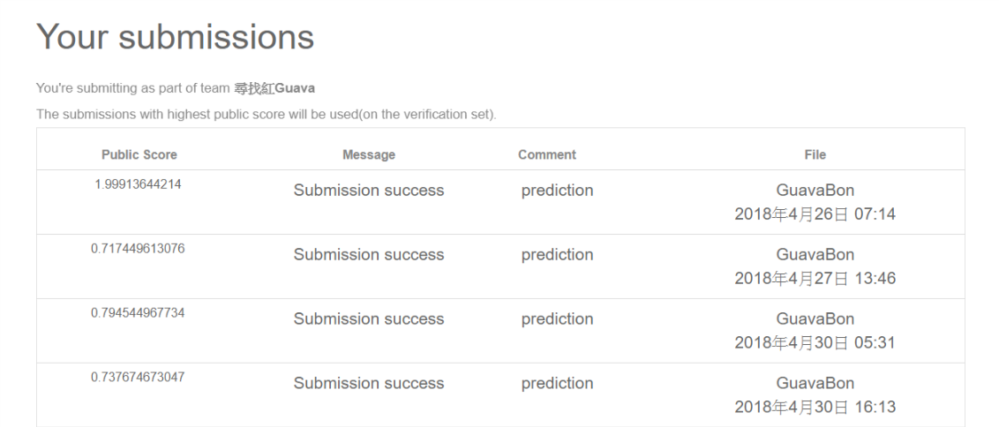 Your submissions
You're submitting as part of team 尋找紅Guava
The submissions with highest public score will be used(on the verification set).
Public Score Message Comment File
1.99913644214 Submission success prediction GuavaBon
2018年4月26日 07:14
0.717449613076 Submission success prediction GuavaBon
2018年4月27日 13:46
0.794544967734 Submission success prediction GuavaBon
2018年4月30日 05:31
0.737674673047 Submission success prediction GuavaBon
2018年4月30日 16:13